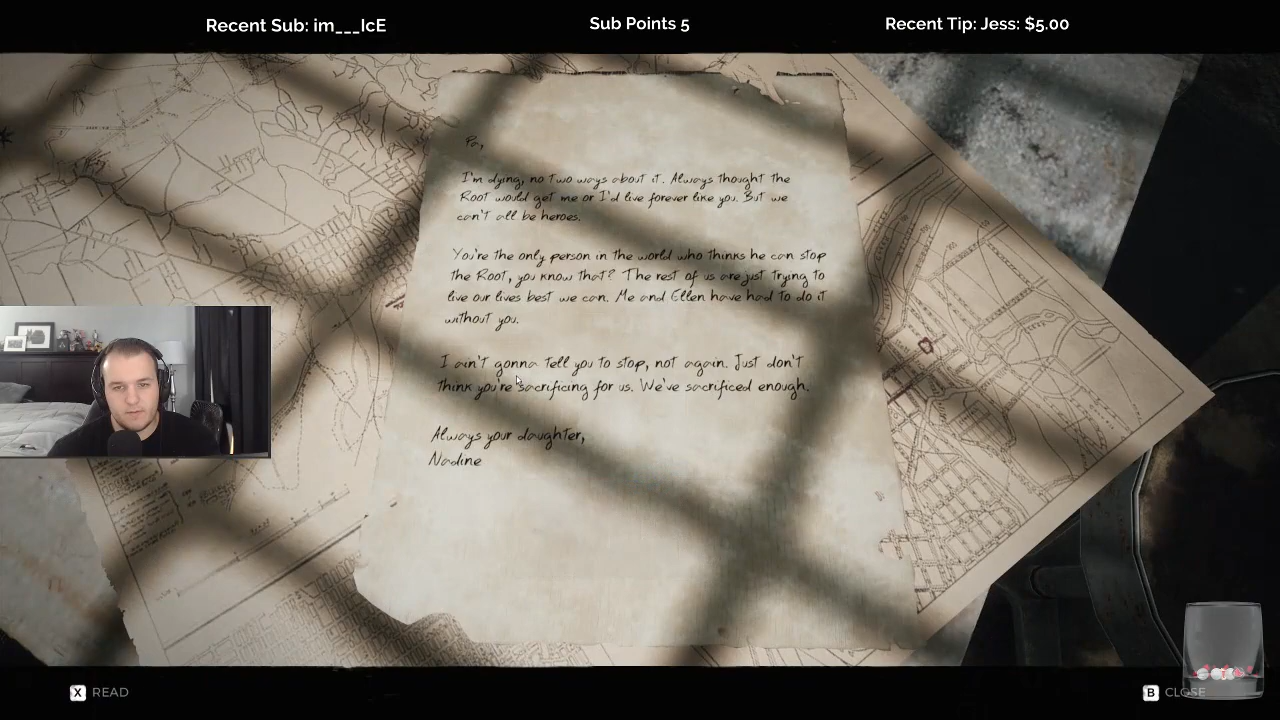 Recent Sub: im___IcE
Sub Points 5
Recent Tip: Jess: $5.00
Pa,
I'm dying, no two ways about it. Always thought the
Root would get me or I'd live forever like you. But we
can't all be heroes.
You're the only person in the world who thinks he can stop
the Root, you know that? The rest of us are just trying to
live our lives best we can. Me and Ellen have had to do it
without you.
I ain't gonna tell you to stop, not again. Just don't
think you're sacrificing for us. We've sacrificed enough.
Always your daughter,
Nadine
X READ
B CLOSE